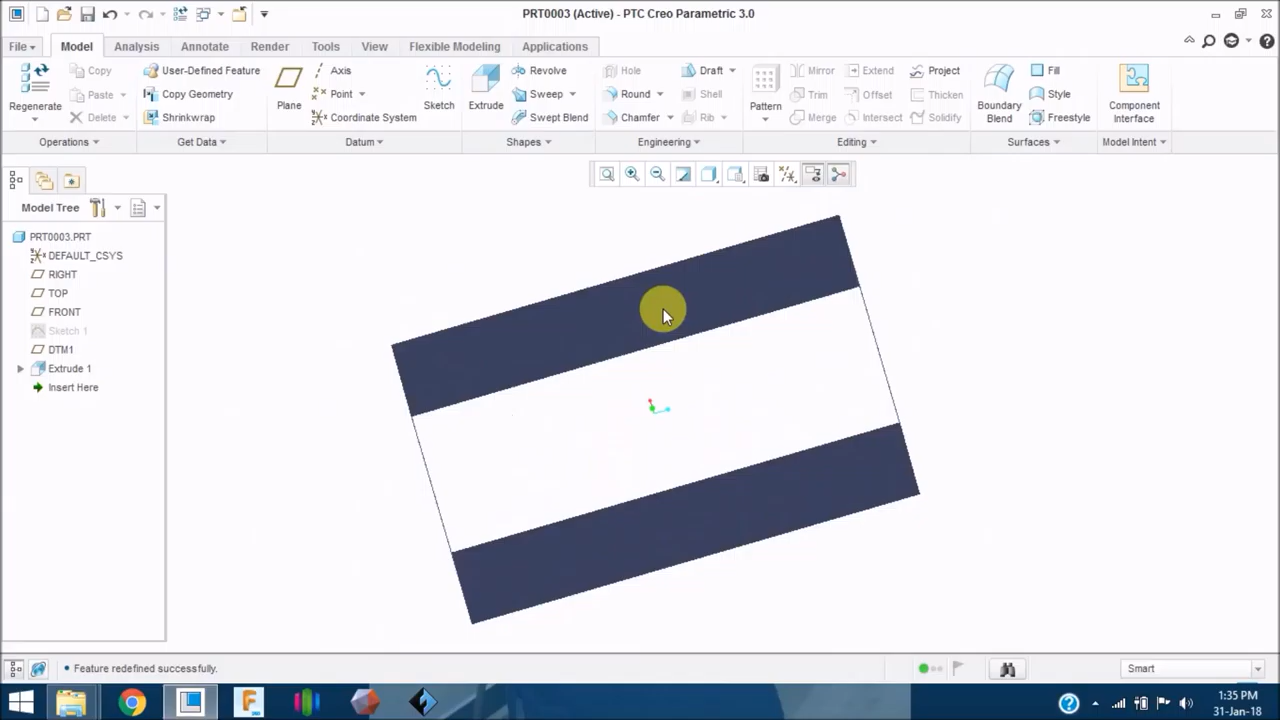 PRT0003 (Active) - PTC Creo Parametric 3.0
File Model Analysis Annotate Render Tools View Flexible Modeling Applications
Regenerate
Copy
Paste
Delete
Operations
User-Defined Feature
Copy Geometry
Shrinkwrap
Get Data
Plane
Axis
Point
Coordinate System
Datum
Sketch
Extrude
Revolve
Sweep
Swept Blend
Shapes
Hole
Round
Chamfer
Draft
Shell
Rib
Engineering
Pattern
Mirror
Trim
Merge
Extend
Offset
Intersect
Project
Thicken
Solidify
Editing
Boundary
Blend
Fill
Style
Freestyle
Surfaces
Component
Interface
Model Intent
Model Tree
PRT0003.PRT
DEFAULT_CSYS
RIGHT
TOP
FRONT
Sketch 1
DTM1
Extrude 1
Insert Here
Feature redefined successfully.
Smart
1:35 PM
31-Jan-18